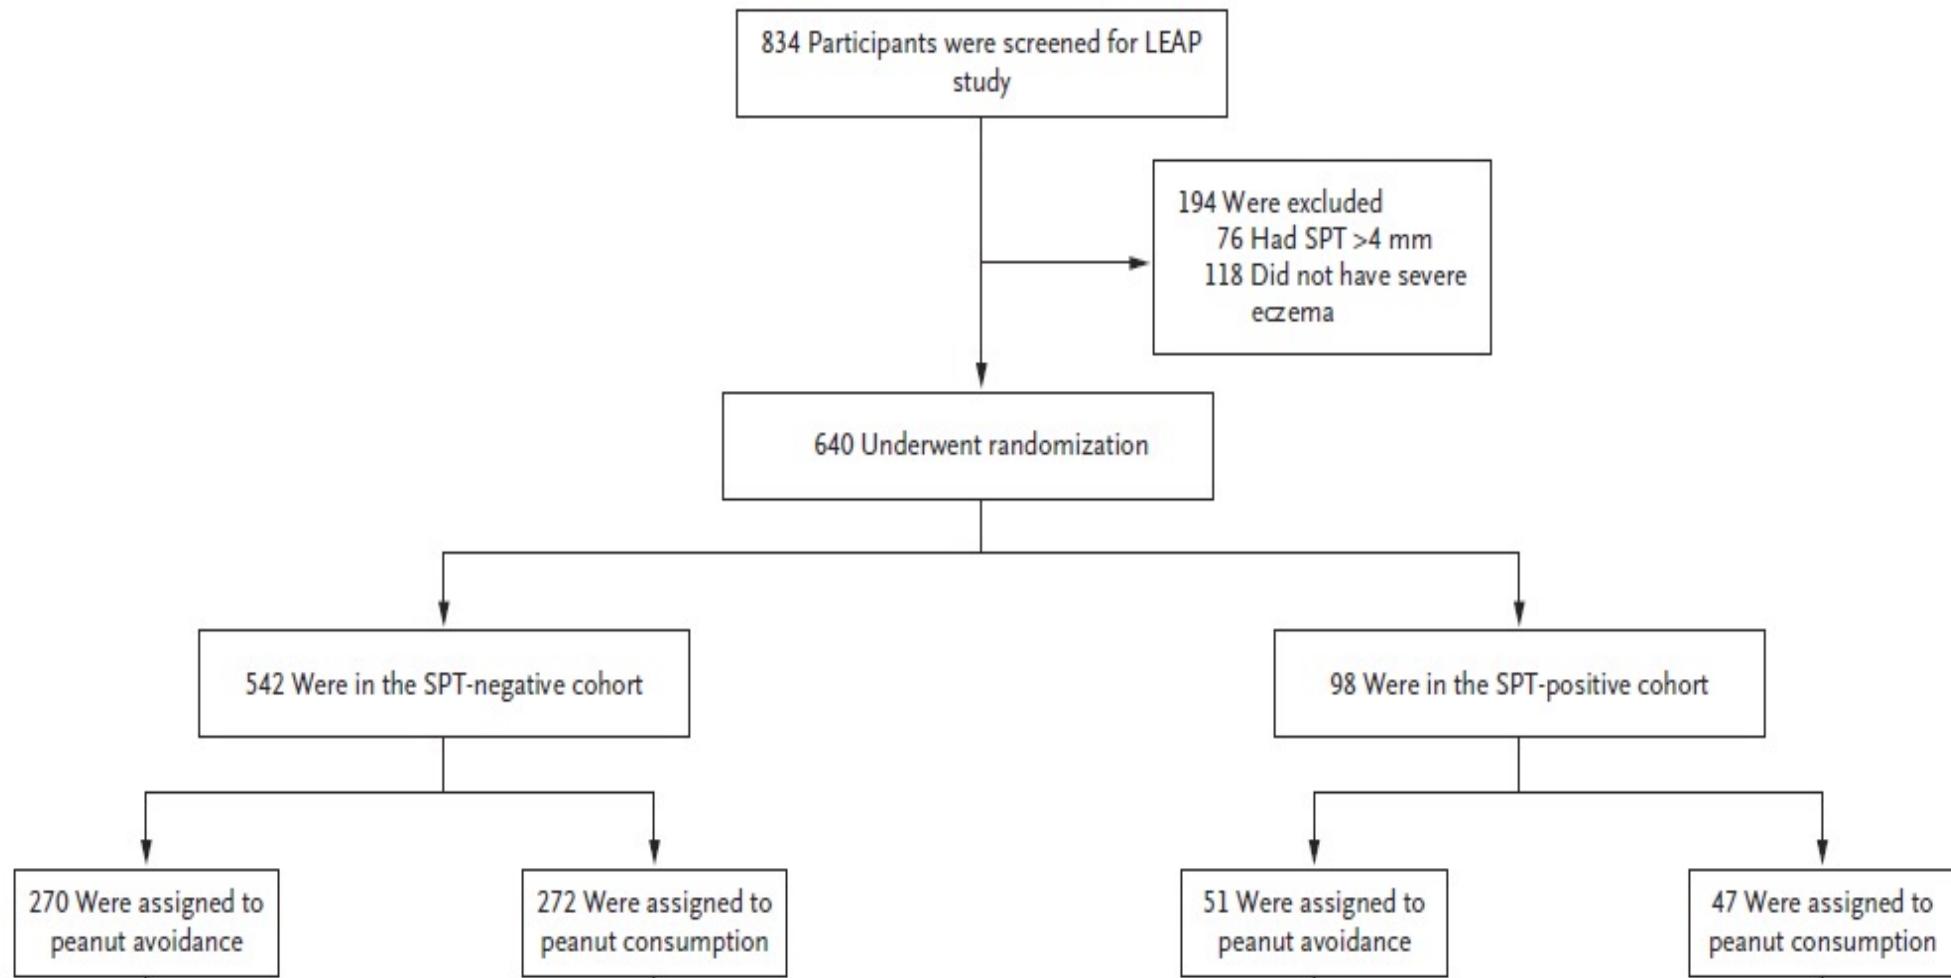 834 Participants were screened for LEAP
study
194 Were excluded
76 Had SPT >4 mm
118 Did not have severe
eczema
640 Underwent randomization
542 Were in the SPT-negative cohort
98 Were in the SPT-positive cohort
270 Were assigned to
peanut avoidance
272 Were assigned to
peanut consumption
51 Were assigned to
peanut avoidance
47 Were assigned to
peanut consumption